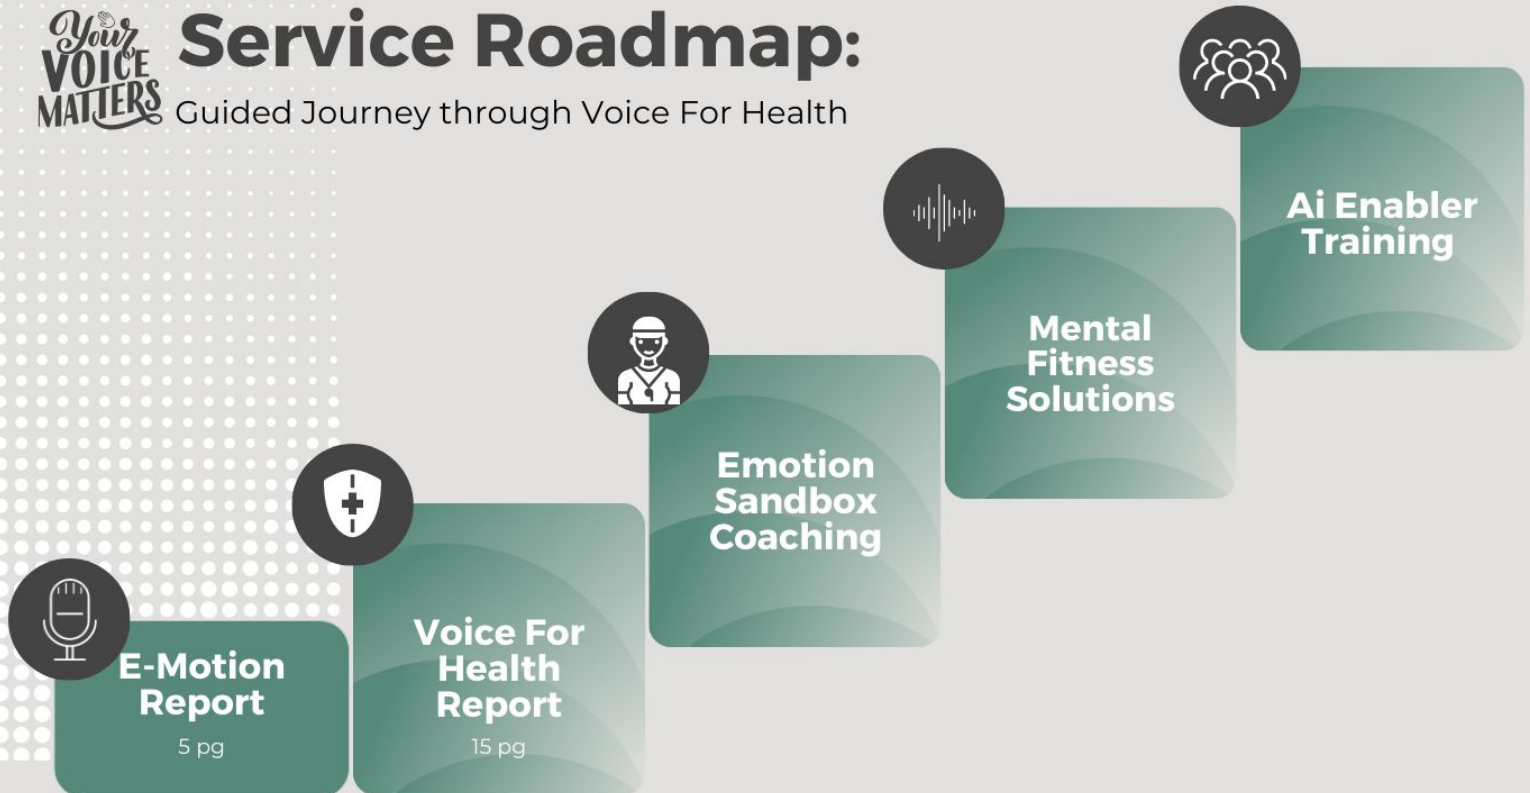 Your
VOICE
MATTERS
Service Roadmap:
Guided Journey through Voice For Health
E-Motion
Report
5 pg
Voice For
Health
Report
15 pg
Emotion
Sandbox
Coaching
Mental
Fitness
Solutions
Ai Enabler
Training